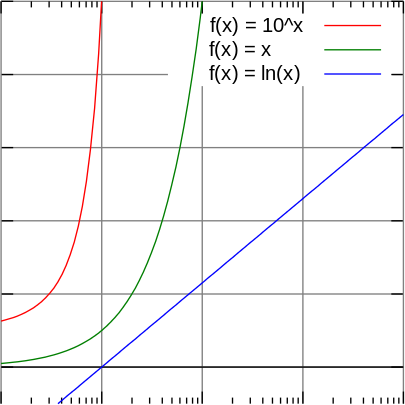 f(x) = 10^x
f(x) = x
f(x) = ln(x)